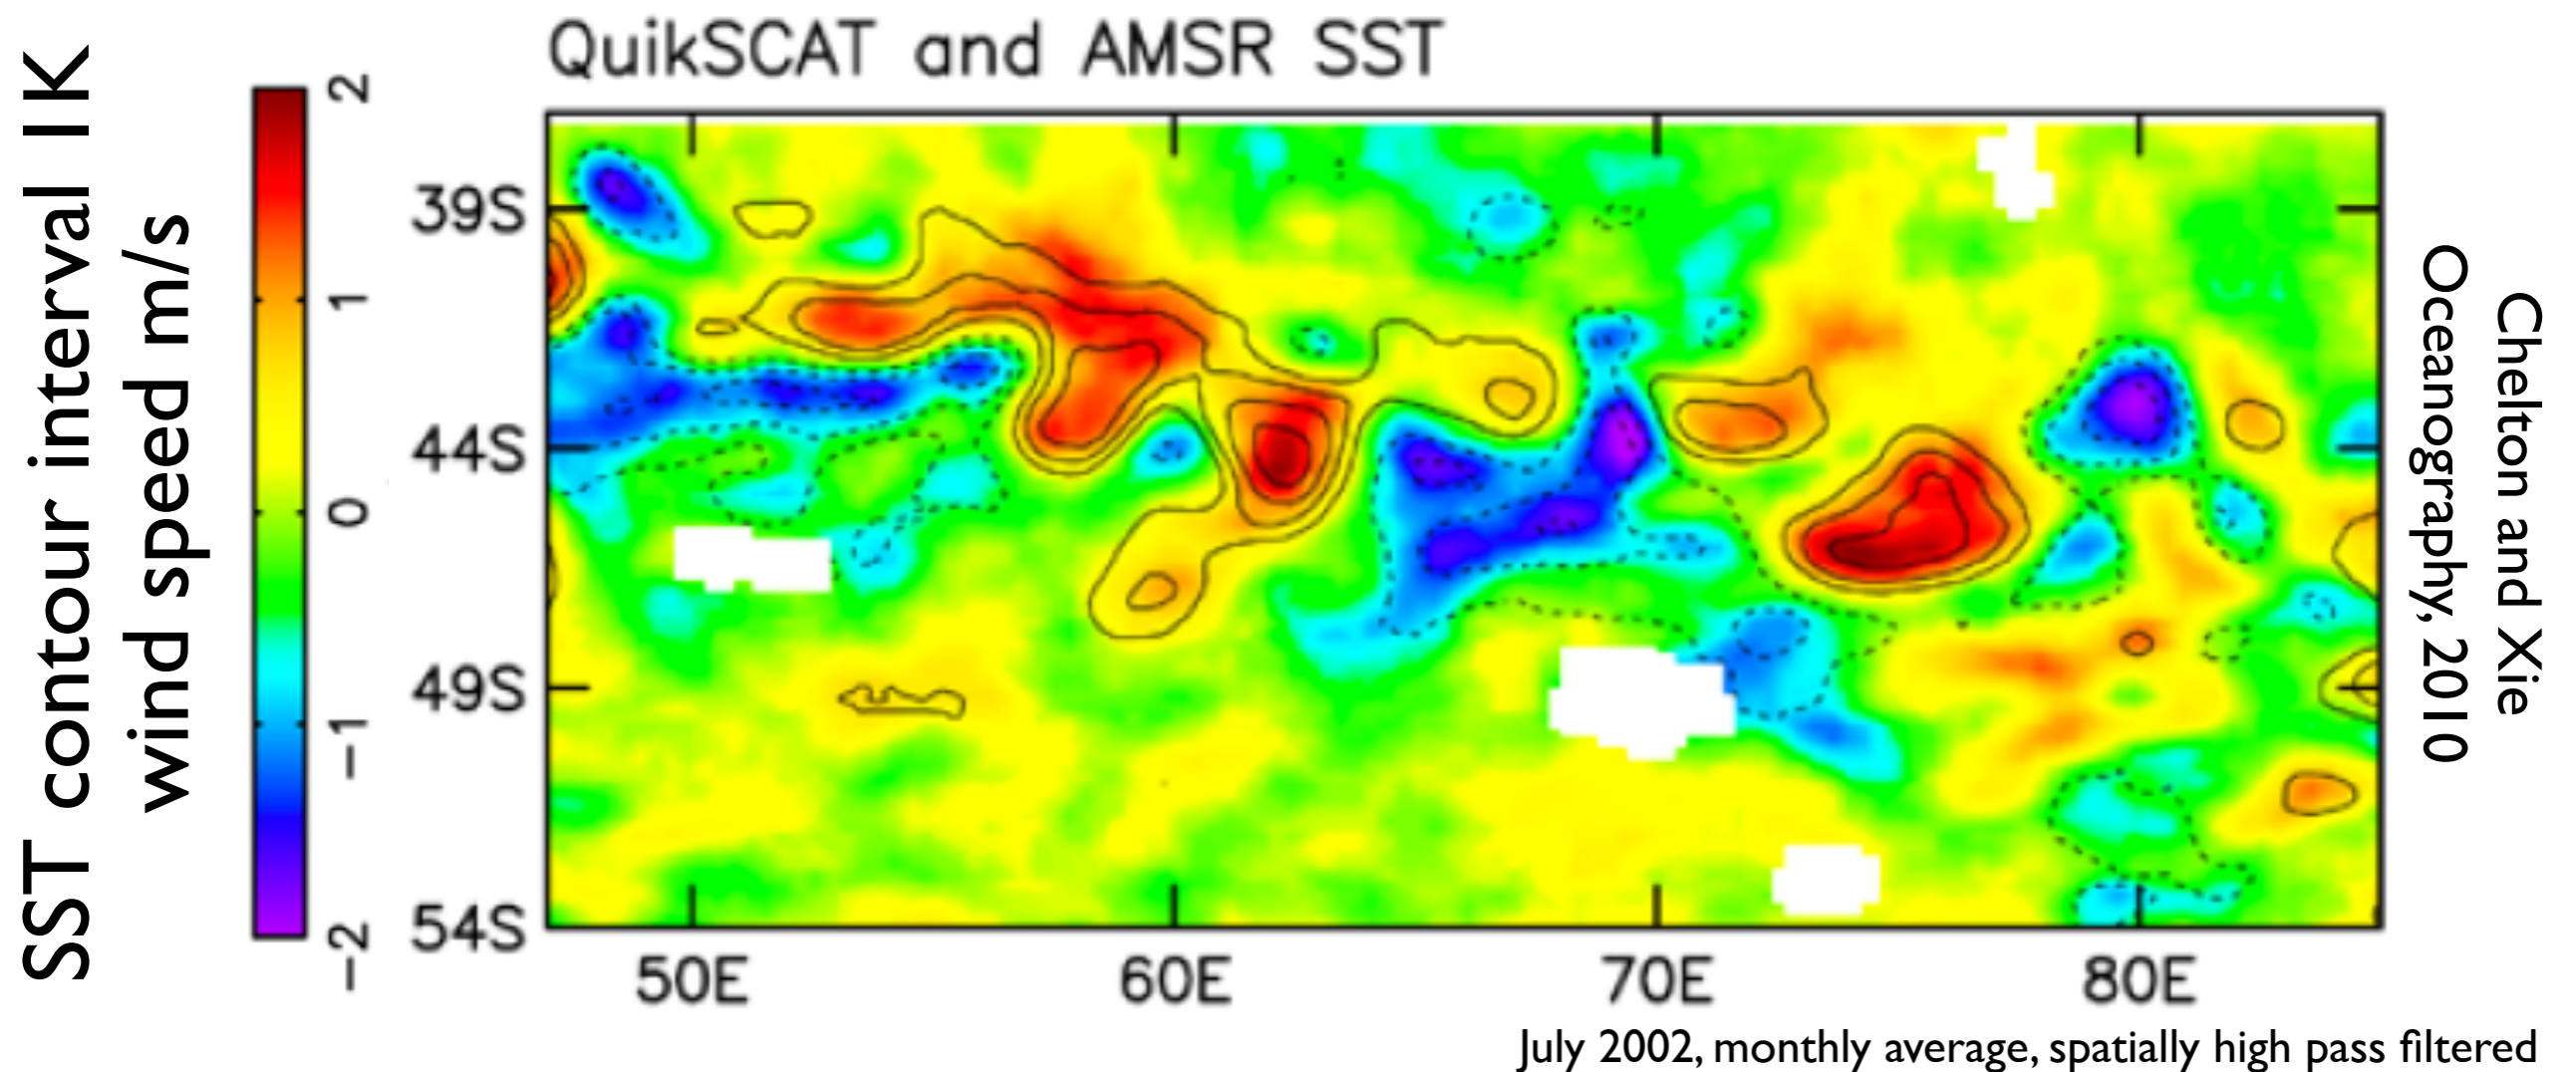 QuikSCAT and AMSR SST
SST contour interval 1K
wind speed m/s
2
1
0
-1
-2
39S
44S
49S
54S
50E
60E
70E
80E
Chelton and Xie
Oceanography, 2010
July 2002, monthly average, spatially high pass filtered